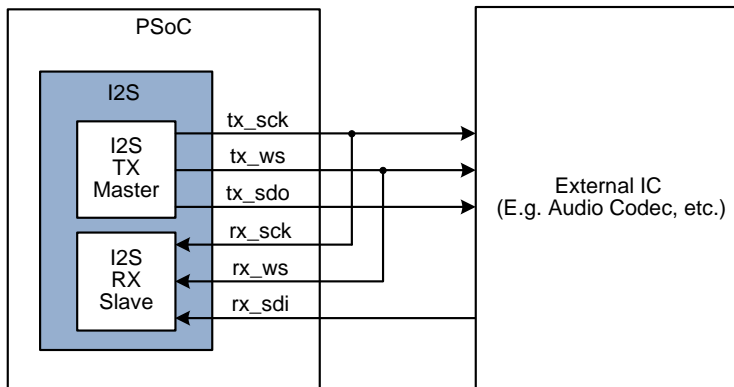 PSoC
I2S
I2S
TX
Master
I2S
RX
Slave
tx_sck
tx_ws
tx_sdo
rx_sck
rx_ws
rx_sdi
External IC
(E.g. Audio Codec, etc.)